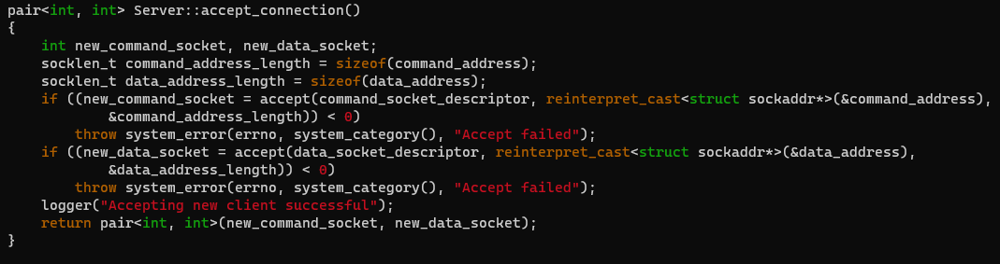 pair<int, int> Server::accept_connection()
{
    int new_command_socket, new_data_socket;
    socklen_t command_address_length = sizeof(command_address);
    socklen_t data_address_length = sizeof(data_address);
    if ((new_command_socket = accept(command_socket_descriptor, reinterpret_cast<struct sockaddr*>(&command_address),
            &command_address_length)) < 0)
        throw system_error(errno, system_category(), "Accept failed");
    if ((new_data_socket = accept(data_socket_descriptor, reinterpret_cast<struct sockaddr*>(&data_address),
            &data_address_length)) < 0)
        throw system_error(errno, system_category(), "Accept failed");
    logger("Accepting new client successful");
    return pair<int, int>(new_command_socket, new_data_socket);
}